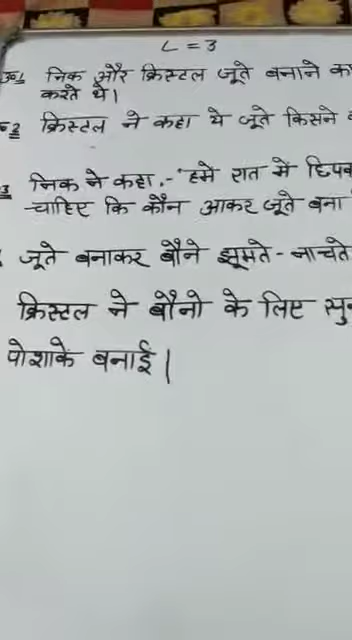 L = 3
उ०1 निक और क्रिस्टल जूते बनाने का
करते थे।
क्रिस्टल ने कहा ये जूते किसने
निक ने कहा.- "हमे रात मे छिपक
चाहिए कि कौन आकर जूते बना
जूते बनाकर बौने झूमते - नाचते
क्रिस्टल ने बौनो के लिए सु
पोशाकें बनाई।